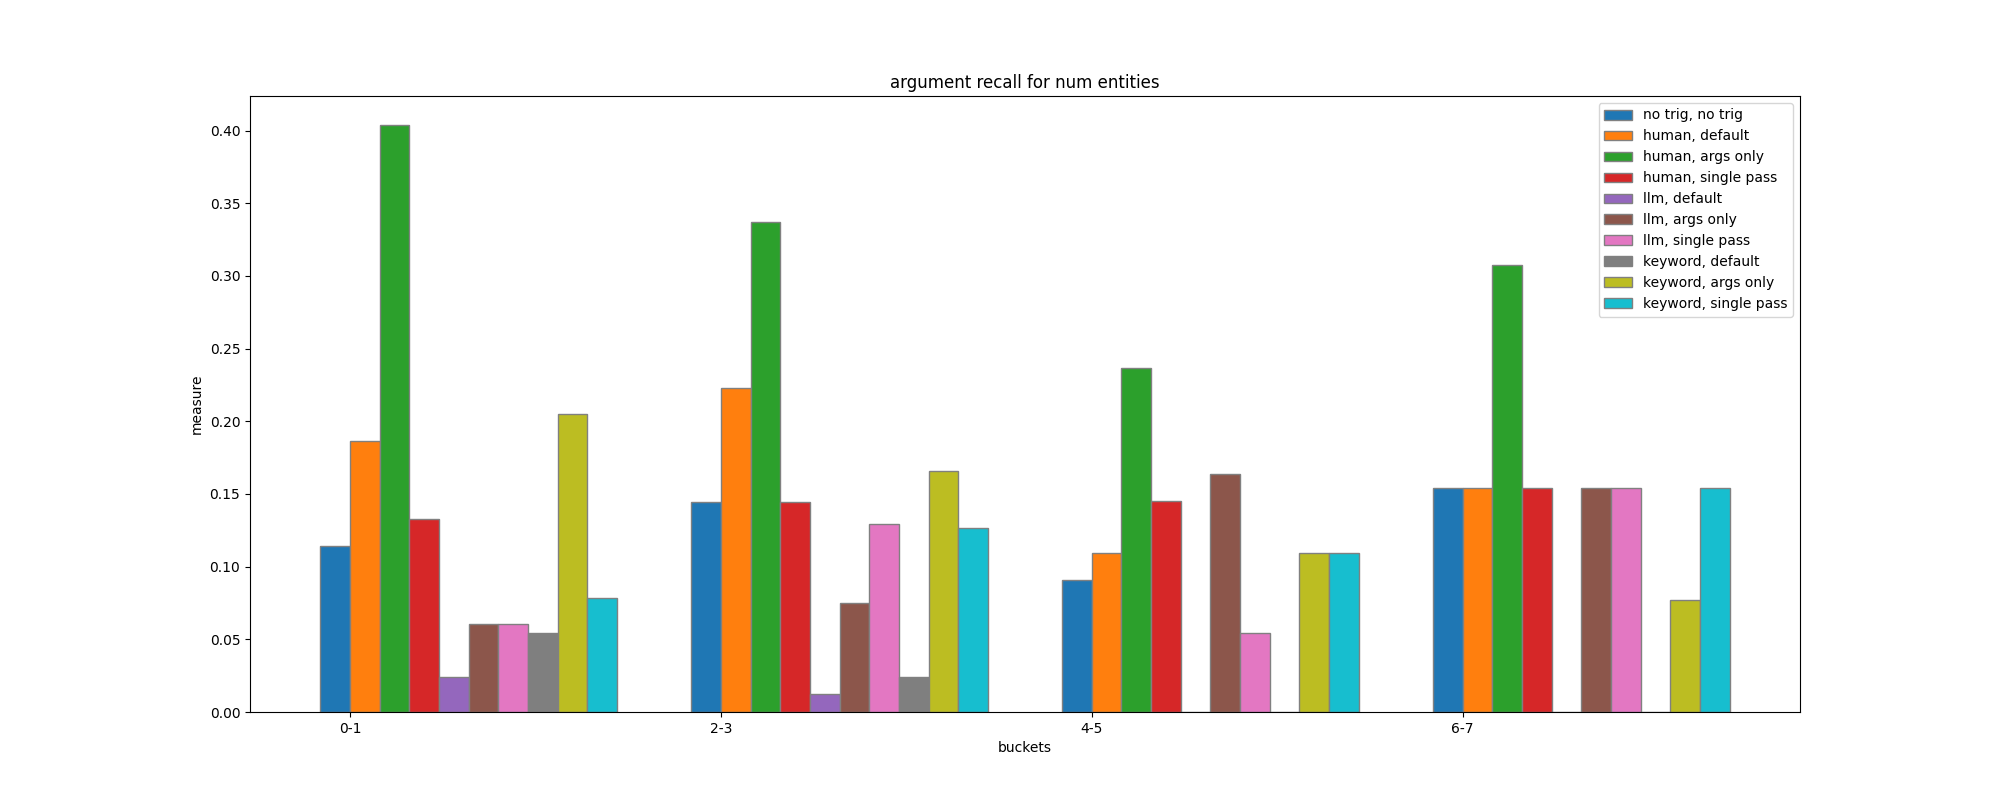 argument recall for num entities
0.40
0.35
0.30
0.25
0.20
0.15
0.10
0.05
0.00
measure
0-1
2-3
4-5
6-7
buckets
no trig, no trig
human, default
human, args only
human, single pass
llm, default
llm, args only
llm, single pass
keyword, default
keyword, args only
keyword, single pass